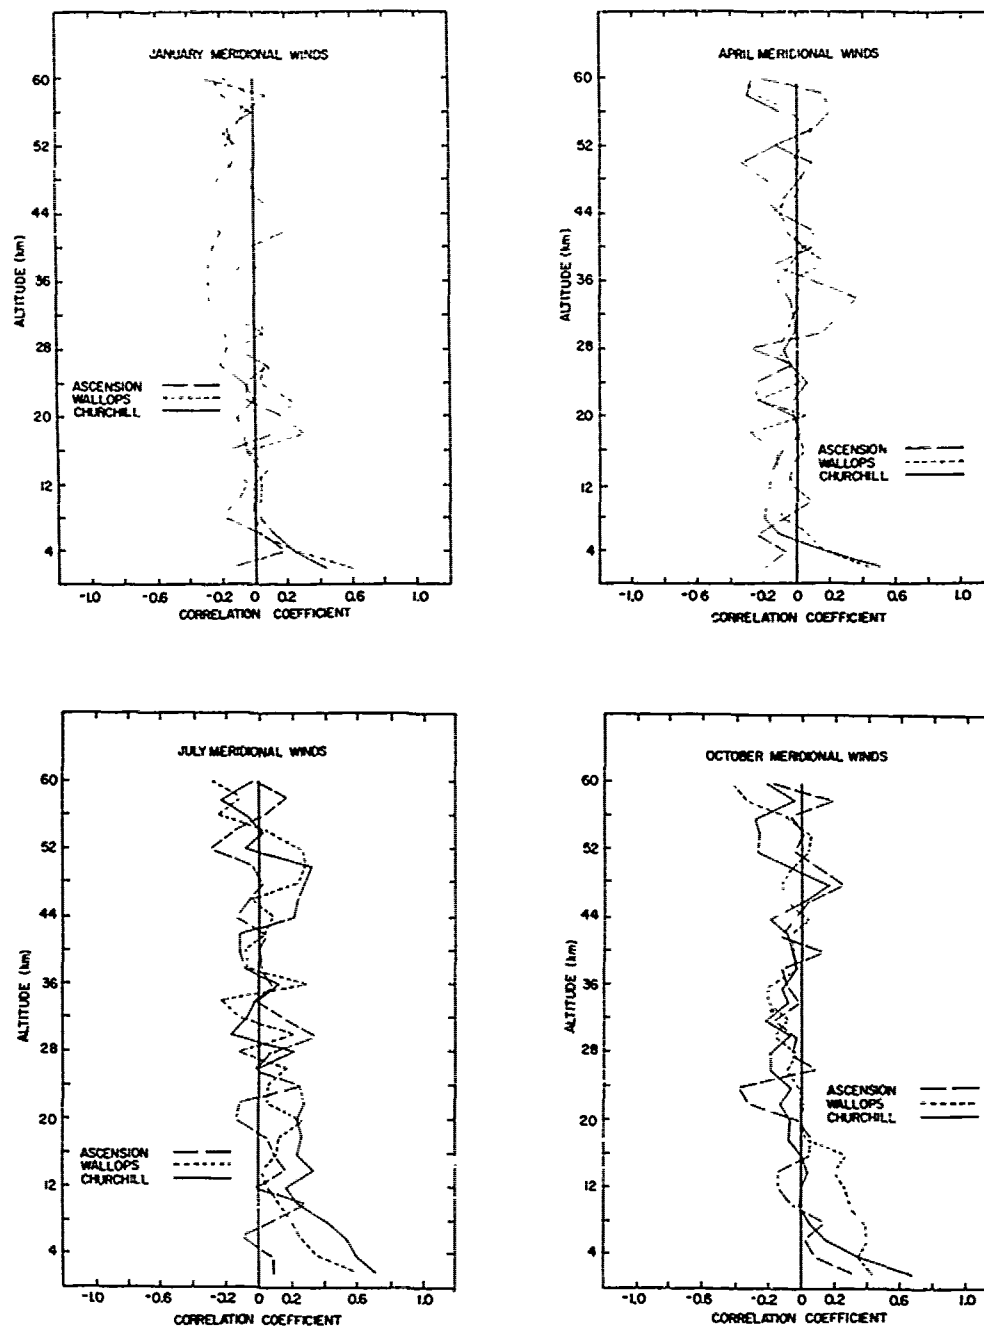 JANUARY MERIDIONAL WINDS
60
52
44
36
28
20
12
4
ALTITUDE (km)
ASCENSION
WALLOPS
CHURCHILL
-1.0 -0.6 -0.2 0 0.2 0.6 1.0
CORRELATION COEFFICIENT
APRIL MERIDIONAL WINDS
60
52
44
36
28
20
12
4
ALTITUDE (km)
ASCENSION
WALLOPS
CHURCHILL
-1.0 -0.6 -0.2 0 0.2 0.6 1.0
CORRELATION COEFFICIENT
JULY MERIDIONAL WINDS
60
52
44
36
28
20
12
4
ALTITUDE (km)
ASCENSION
WALLOPS
CHURCHILL
-1.0 -0.6 -0.2 0 0.2 0.6 1.0
CORRELATION COEFFICIENT
OCTOBER MERIDIONAL WINDS
60
52
44
36
28
20
12
4
ALTITUDE (km)
ASCENSION
WALLOPS
CHURCHILL
-1.0 -0.6 -0.2 0 0.2 0.6 1.0
CORRELATION COEFFICIENT